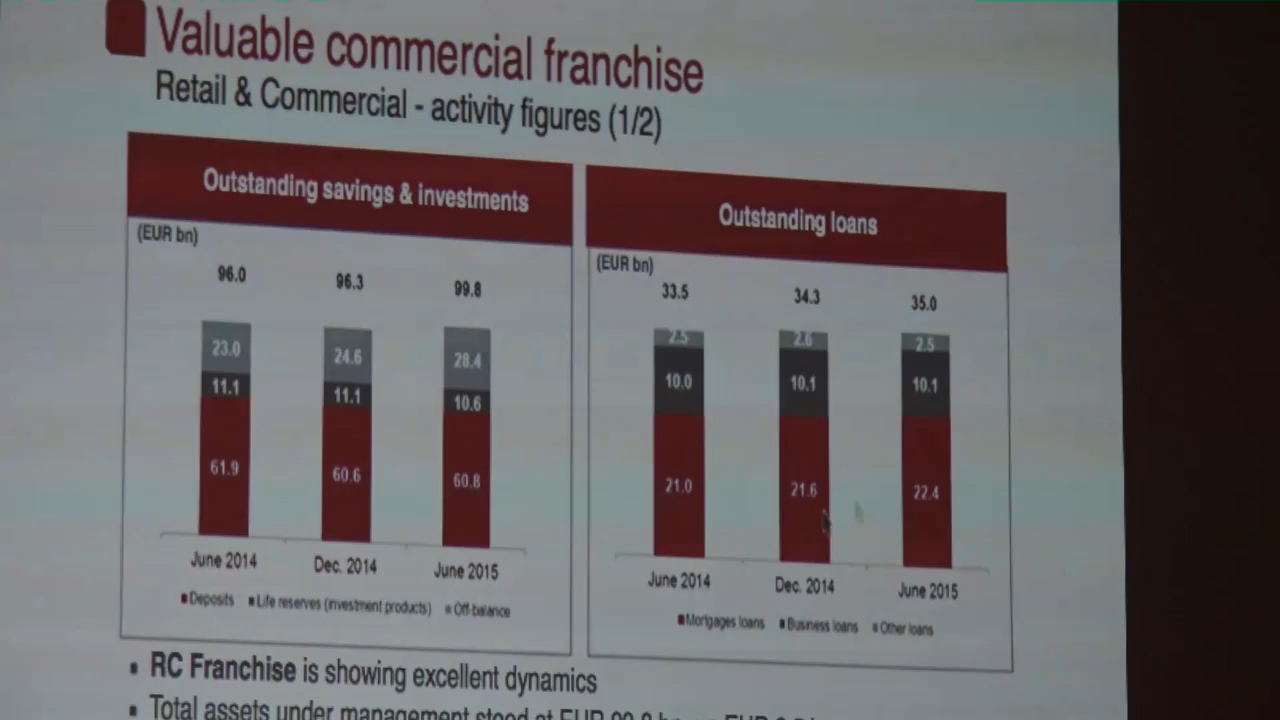 Valuable commercial franchise
Retail & Commercial - activity figures (1/2)
Outstanding savings & investments
(EUR bn)
96.0 96.3 99.8
23.0 24.6 28.4
11.1 11.1 10.6
61.9 60.6 60.8
June 2014 Dec. 2014 June 2015
Deposits Life reserves (investment products) Off-balance
Outstanding loans
(EUR bn)
33.5 34.3 35.0
2.5 2.6 2.5
10.0 10.1 10.1
21.0 21.6 22.4
June 2014 Dec. 2014 June 2015
Mortgages loans Business loans Other loans
▪ RC Franchise is showing excellent dynamics
▪ Total assets under management stood at EUR